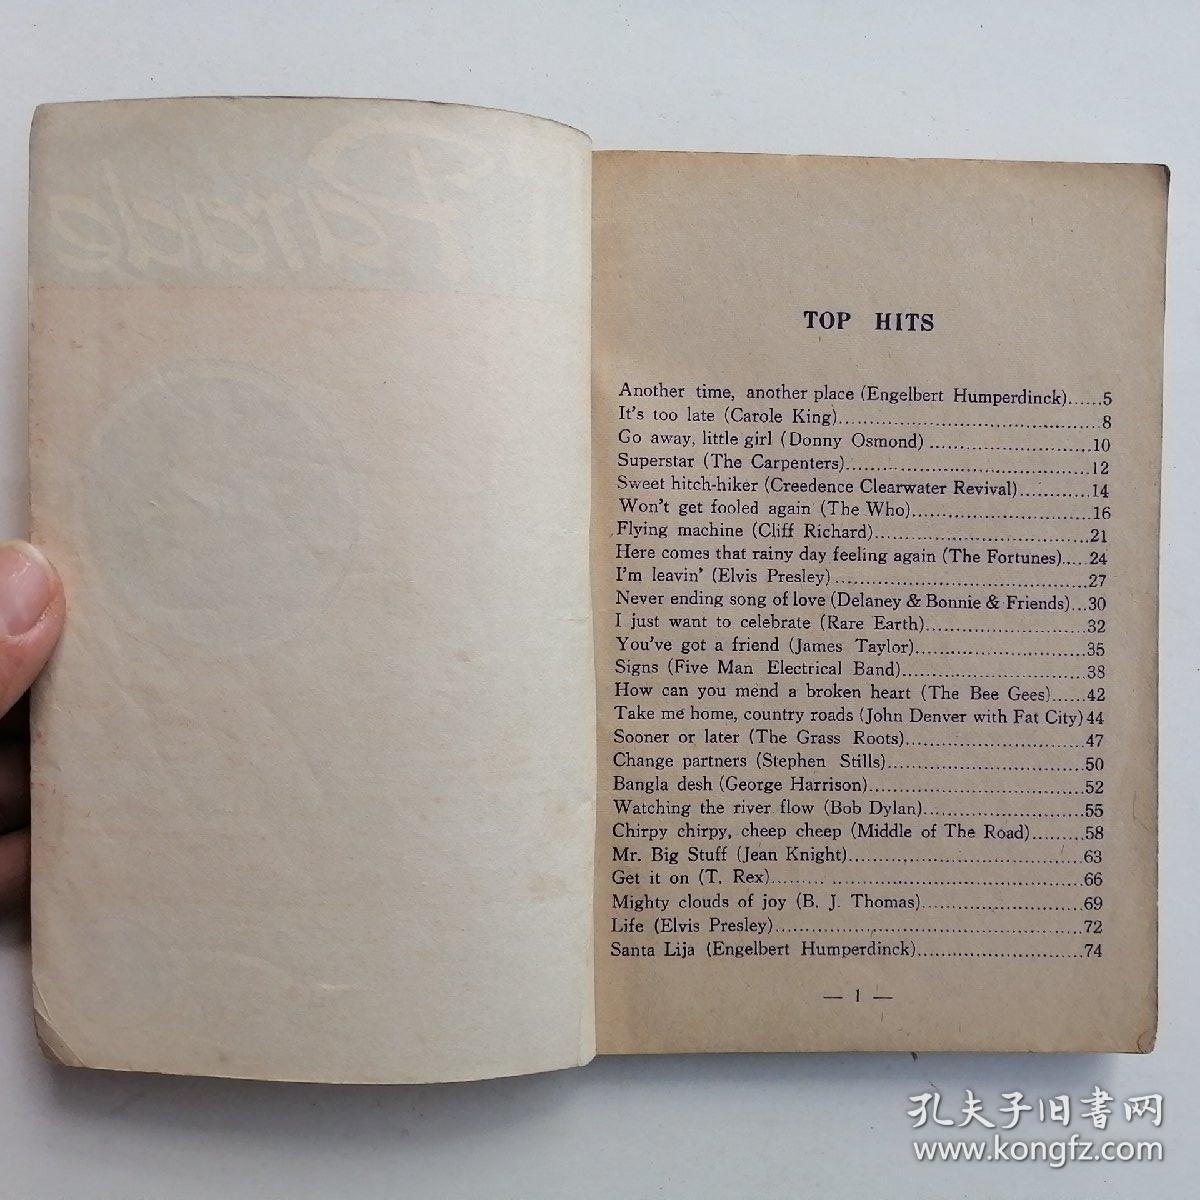 Parade
TOP HITS
Another time, another place (Engelbert Humperdinck)......5
It's too late (Carole King)............................................8
Go away, little girl (Donny Osmond) ...........................10
Superstar (The Carpenters).........................................12
Sweet hitch-hiker (Creedence Clearwater Revival)............14
Won't get fooled again (The Who)..............................16
Flying machine (Cliff Richard)....................................21
Here comes that rainy day feeling again (The Fortunes).....24
I'm leavin' (Elvis Presley) ..........................................27
Never ending song of love (Delaney & Bonnie & Friends)...30
I just want to celebrate (Rare Earth)...........................32
You've got a friend (James Taylor).............................35
Signs (Five Man Electrical Band)...............................38
How can you mend a broken heart (The Bee Gees)......42
Take me home, country roads (John Denver with Fat City) 44
Sooner or later (The Grass Roots)..............................47
Change partners (Stephen Stills).................................50
Bangla desh (George Harrison)....................................52
Watching the river flow (Bob Dylan)...........................55
Chirpy chirpy, cheep cheep (Middle of The Road).........58
Mr. Big Stuff (Jean Knight).......................................63
Get it on (T. Rex)......... .........................................66
Mighty clouds of joy (B. J. Thomas)...........................69
Life (Elvis Presley)...................................................72
Santa Lija (Engelbert Humperdinck)............................74
— 1 —
孔夫子旧书网
www.kongfz.com